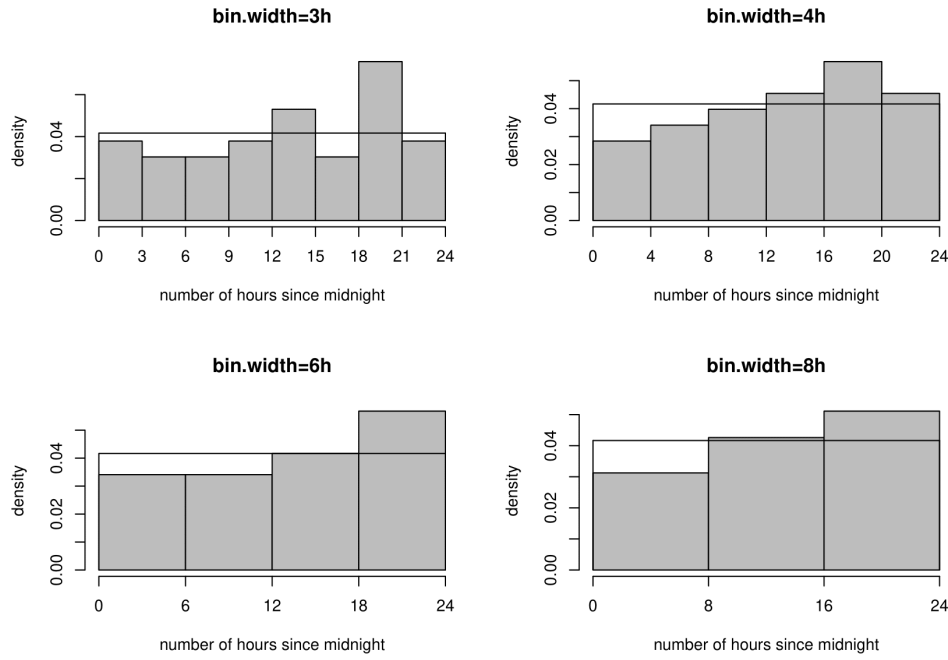 bin.width=3h
density
0.00
0.04
0 3 6 9 12 15 18 21 24
number of hours since midnight
bin.width=4h
density
0.00 0.02 0.04
0 4 8 12 16 20 24
number of hours since midnight
bin.width=6h
density
0.00 0.02 0.04
0 6 12 18 24
number of hours since midnight
bin.width=8h
density
0.00 0.02 0.04
0 8 16 24
number of hours since midnight